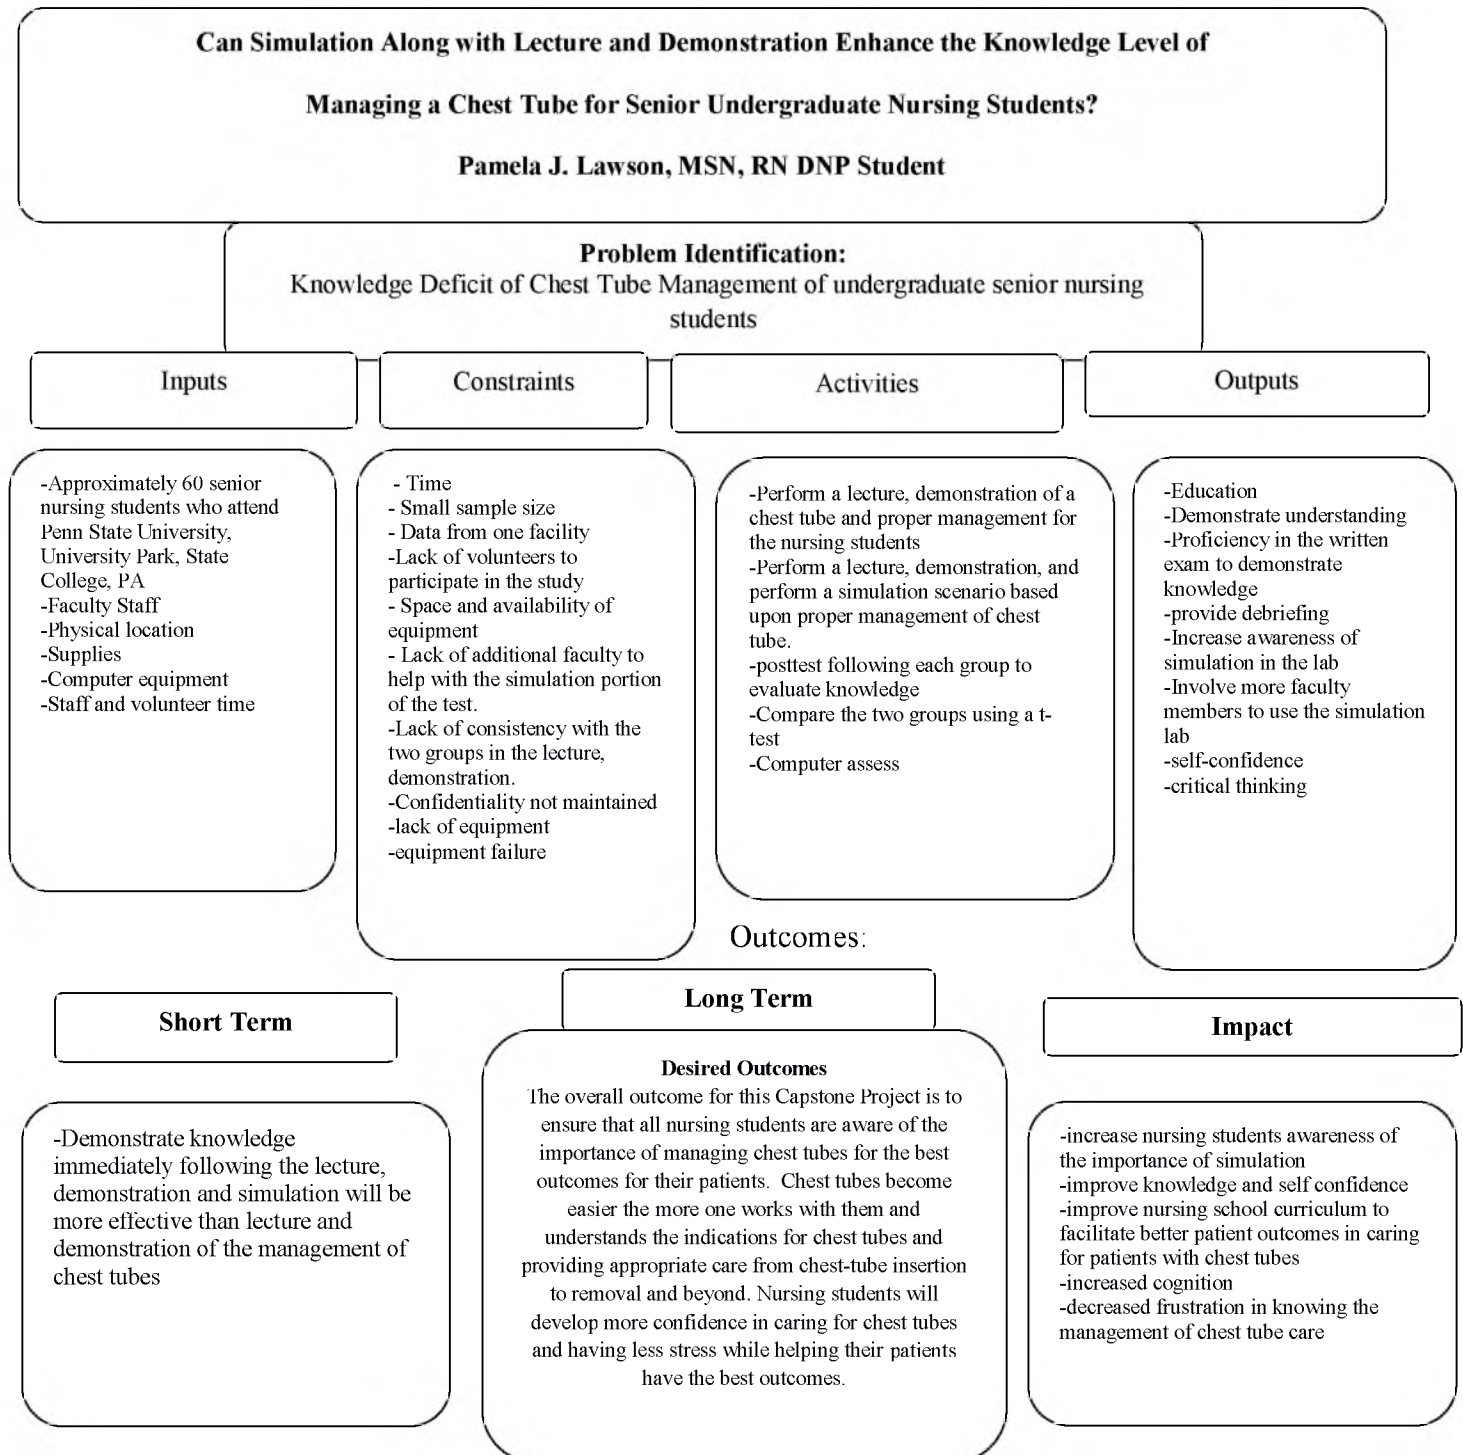 Can Simulation Along with Lecture and Demonstration Enhance the Knowledge Level of
Managing a Chest Tube for Senior Undergraduate Nursing Students?
Pamela J. Lawson, MSN, RN DNP Student
Problem Identification:
Knowledge Deficit of Chest Tube Management of undergraduate senior nursing
students
Inputs
-Approximately 60 senior
nursing students who attend
Penn State University,
University Park, State
College, PA
-Faculty Staff
-Physical location
-Supplies
-Computer equipment
-Staff and volunteer time
Constraints
- Time
- Small sample size
- Data from one facility
-Lack of volunteers to
participate in the study
- Space and availability of
equipment
- Lack of additional faculty to
help with the simulation portion
of the test.
-Lack of consistency with the
two groups in the lecture,
demonstration.
-Confidentiality not maintained
-lack of equipment
-equipment failure
Activities
-Perform a lecture, demonstration of a
chest tube and proper management for
the nursing students
-Perform a lecture, demonstration, and
perform a simulation scenario based
upon proper management of chest
tube.
-posttest following each group to
evaluate knowledge
-Compare the two groups using a t-
test
-Computer assess
Outputs
-Education
-Demonstrate understanding
-Proficiency in the written
exam to demonstrate
knowledge
-provide debriefing
-Increase awareness of
simulation in the lab
-Involve more faculty
members to use the simulation
lab
-self-confidence
-critical thinking
Outcomes:
Short Term
-Demonstrate knowledge
immediately following the lecture,
demonstration and simulation will be
more effective than lecture and
demonstration of the management of
chest tubes
Long Term
Desired Outcomes
The overall outcome for this Capstone Project is to
ensure that all nursing students are aware of the
importance of managing chest tubes for the best
outcomes for their patients. Chest tubes become
easier the more one works with them and
understands the indications for chest tubes and
providing appropriate care from chest-tube insertion
to removal and beyond. Nursing students will
develop more confidence in caring for chest tubes
and having less stress while helping their patients
have the best outcomes.
Impact
-increase nursing students awareness of
the importance of simulation
-improve knowledge and self confidence
-improve nursing school curriculum to
facilitate better patient outcomes in caring
for patients with chest tubes
-increased cognition
-decreased frustration in knowing the
management of chest tube care